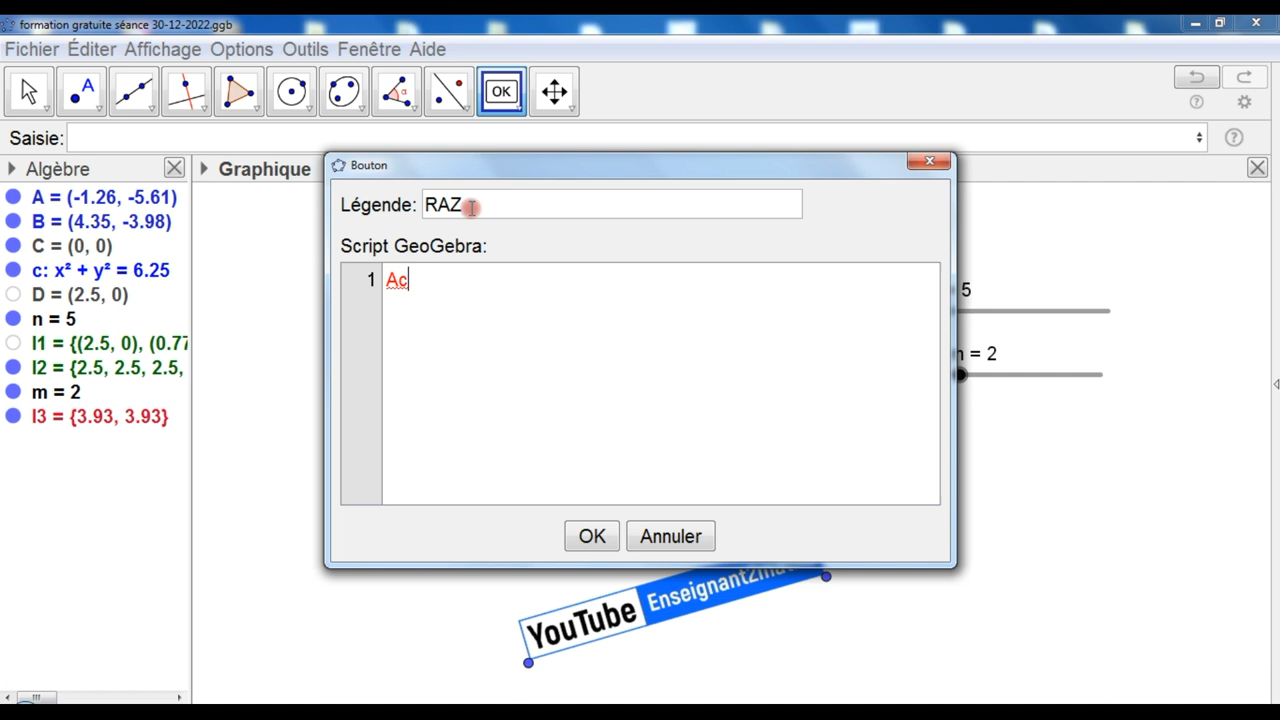 formation gratuite séance 30-12-2022.ggb
Fichier Éditer Affichage Options Outils Fenêtre Aide
A
α
OK
Saisie:
Algèbre
Graphique
A = (-1.26, -5.61)
B = (4.35, -3.98)
C = (0, 0)
c: x² + y² = 6.25
D = (2.5, 0)
n = 5
l1 = {(2.5, 0), (0.77
l2 = {2.5, 2.5, 2.5,
m = 2
l3 = {3.93, 3.93}
Bouton
Légende: RAZ
Script GeoGebra:
1 Ac
OK Annuler
5
= 2
YouTube